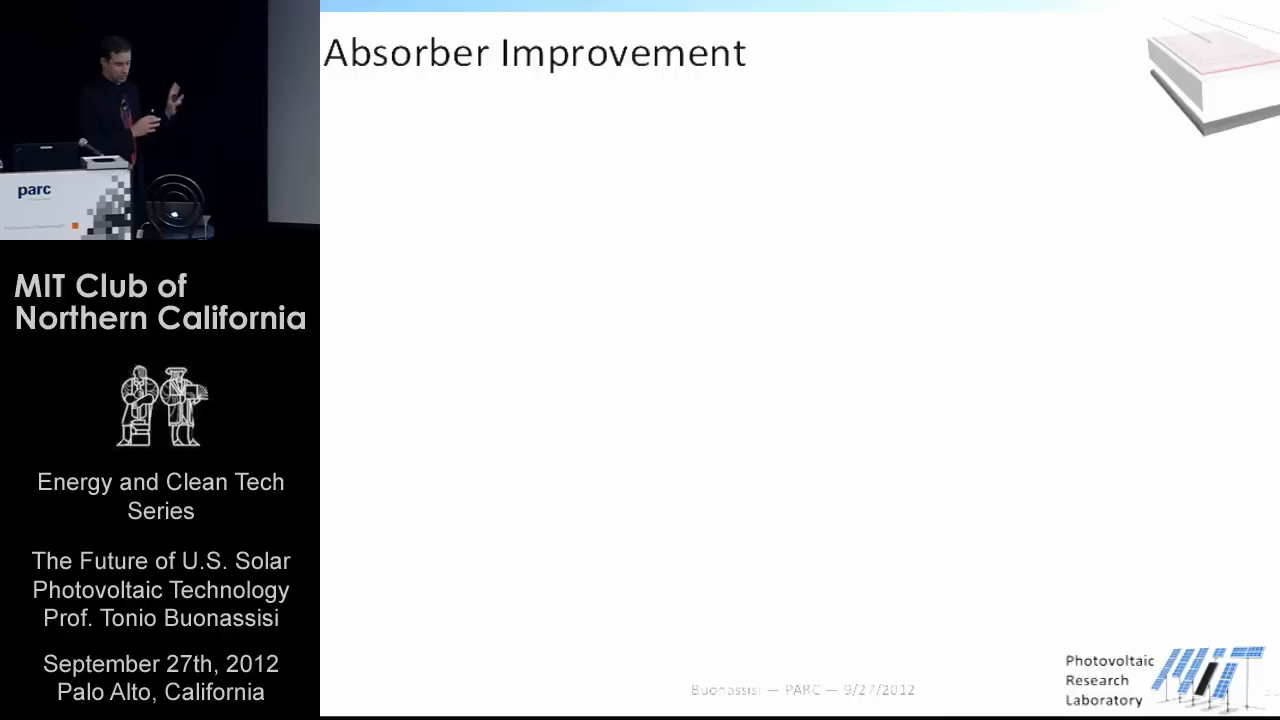 Absorber Improvement
parc
MIT Club of
Northern California
Energy and Clean Tech
Series
The Future of U.S. Solar
Photovoltaic Technology
Prof. Tonio Buonassisi
September 27th, 2012
Palo Alto, California
Buonassisi — PARC — 9/27/2012
Photovoltaic
Research
Laboratory
MIT